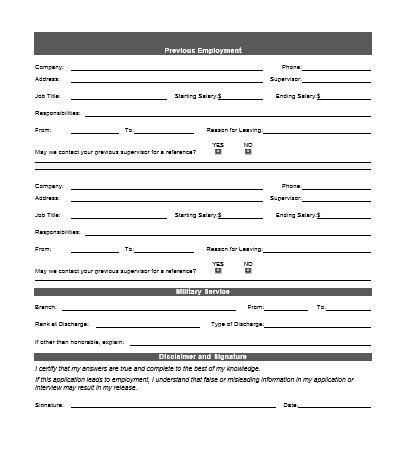 Previous Employment
Company: Phone:
Address: Supervisor:
Job Title: Starting Salary:$ Ending Salary:$
Responsibilities:
From: To: Reason for Leaving:
YES NO
May we contact your previous supervisor for a reference?
Company: Phone:
Address: Supervisor:
Job Title: Starting Salary:$ Ending Salary:$
Responsibilities:
From: To: Reason for Leaving:
YES NO
May we contact your previous supervisor for a reference?
Military Service
Branch: From: To:
Rank at Discharge: Type of Discharge:
If other than honorable, explain:
Disclaimer and Signature
I certify that my answers are true and complete to the best of my knowledge.
If this application leads to employment, I understand that false or misleading information in my application or
interview may result in my release.
Signature: Date: